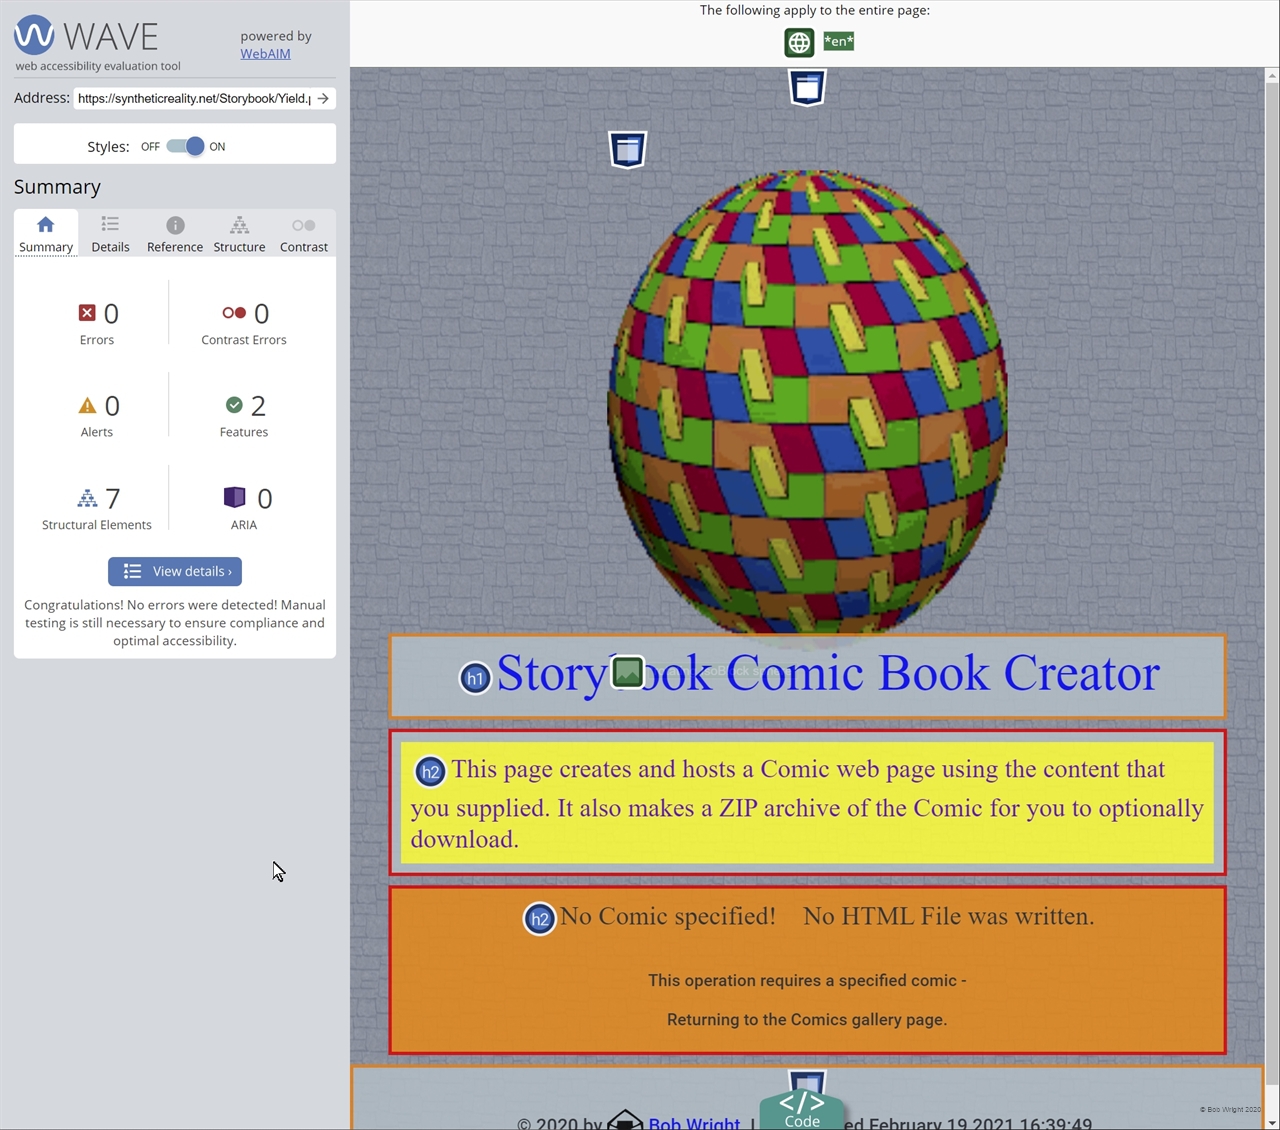 WAVE
web accessibility evaluation tool
powered by
WebAIM
Address: https://syntheticreality.net/Storybook/Yield.p
Styles: OFF ON
Summary
Summary Details Reference Structure Contrast
0 Errors
0 Contrast Errors
0 Alerts
2 Features
7 Structural Elements
0 ARIA
View details ›
Congratulations! No errors were detected! Manual
testing is still necessary to ensure compliance and
optimal accessibility.
The following apply to the entire page:
*en*
h1 Storybook Comic Book Creator
h2 This page creates and hosts a Comic web page using the content that
you supplied. It also makes a ZIP archive of the Comic for you to optionally
download.
h2 No Comic specified! No HTML File was written.
This operation requires a specified comic -
Returning to the Comics gallery page.
© Bob Wright 2020
</> Code
© 2020 by Bob Wright. ed February 19 2021 16:39:49